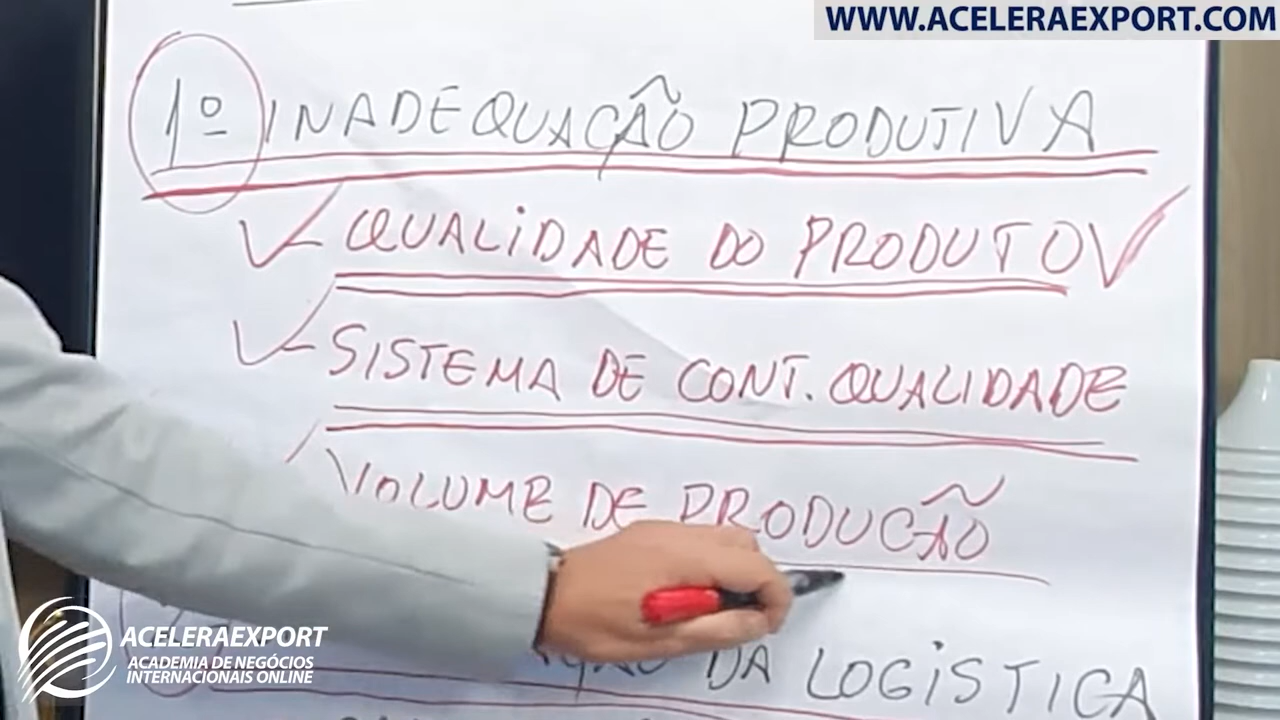 WWW.ACELERAEXPORT.COM
1º INADEQUAÇÃO PRODUTIVA
QUALIDADE DO PRODUTO
SISTEMA DE CONT. QUALIDADE
VOLUME DE PRODUÇÃO
DA LOGÍSTICA
ACELERAEXPORT
ACADEMIA DE NEGÓCIOS
INTERNACIONAIS ONLINE